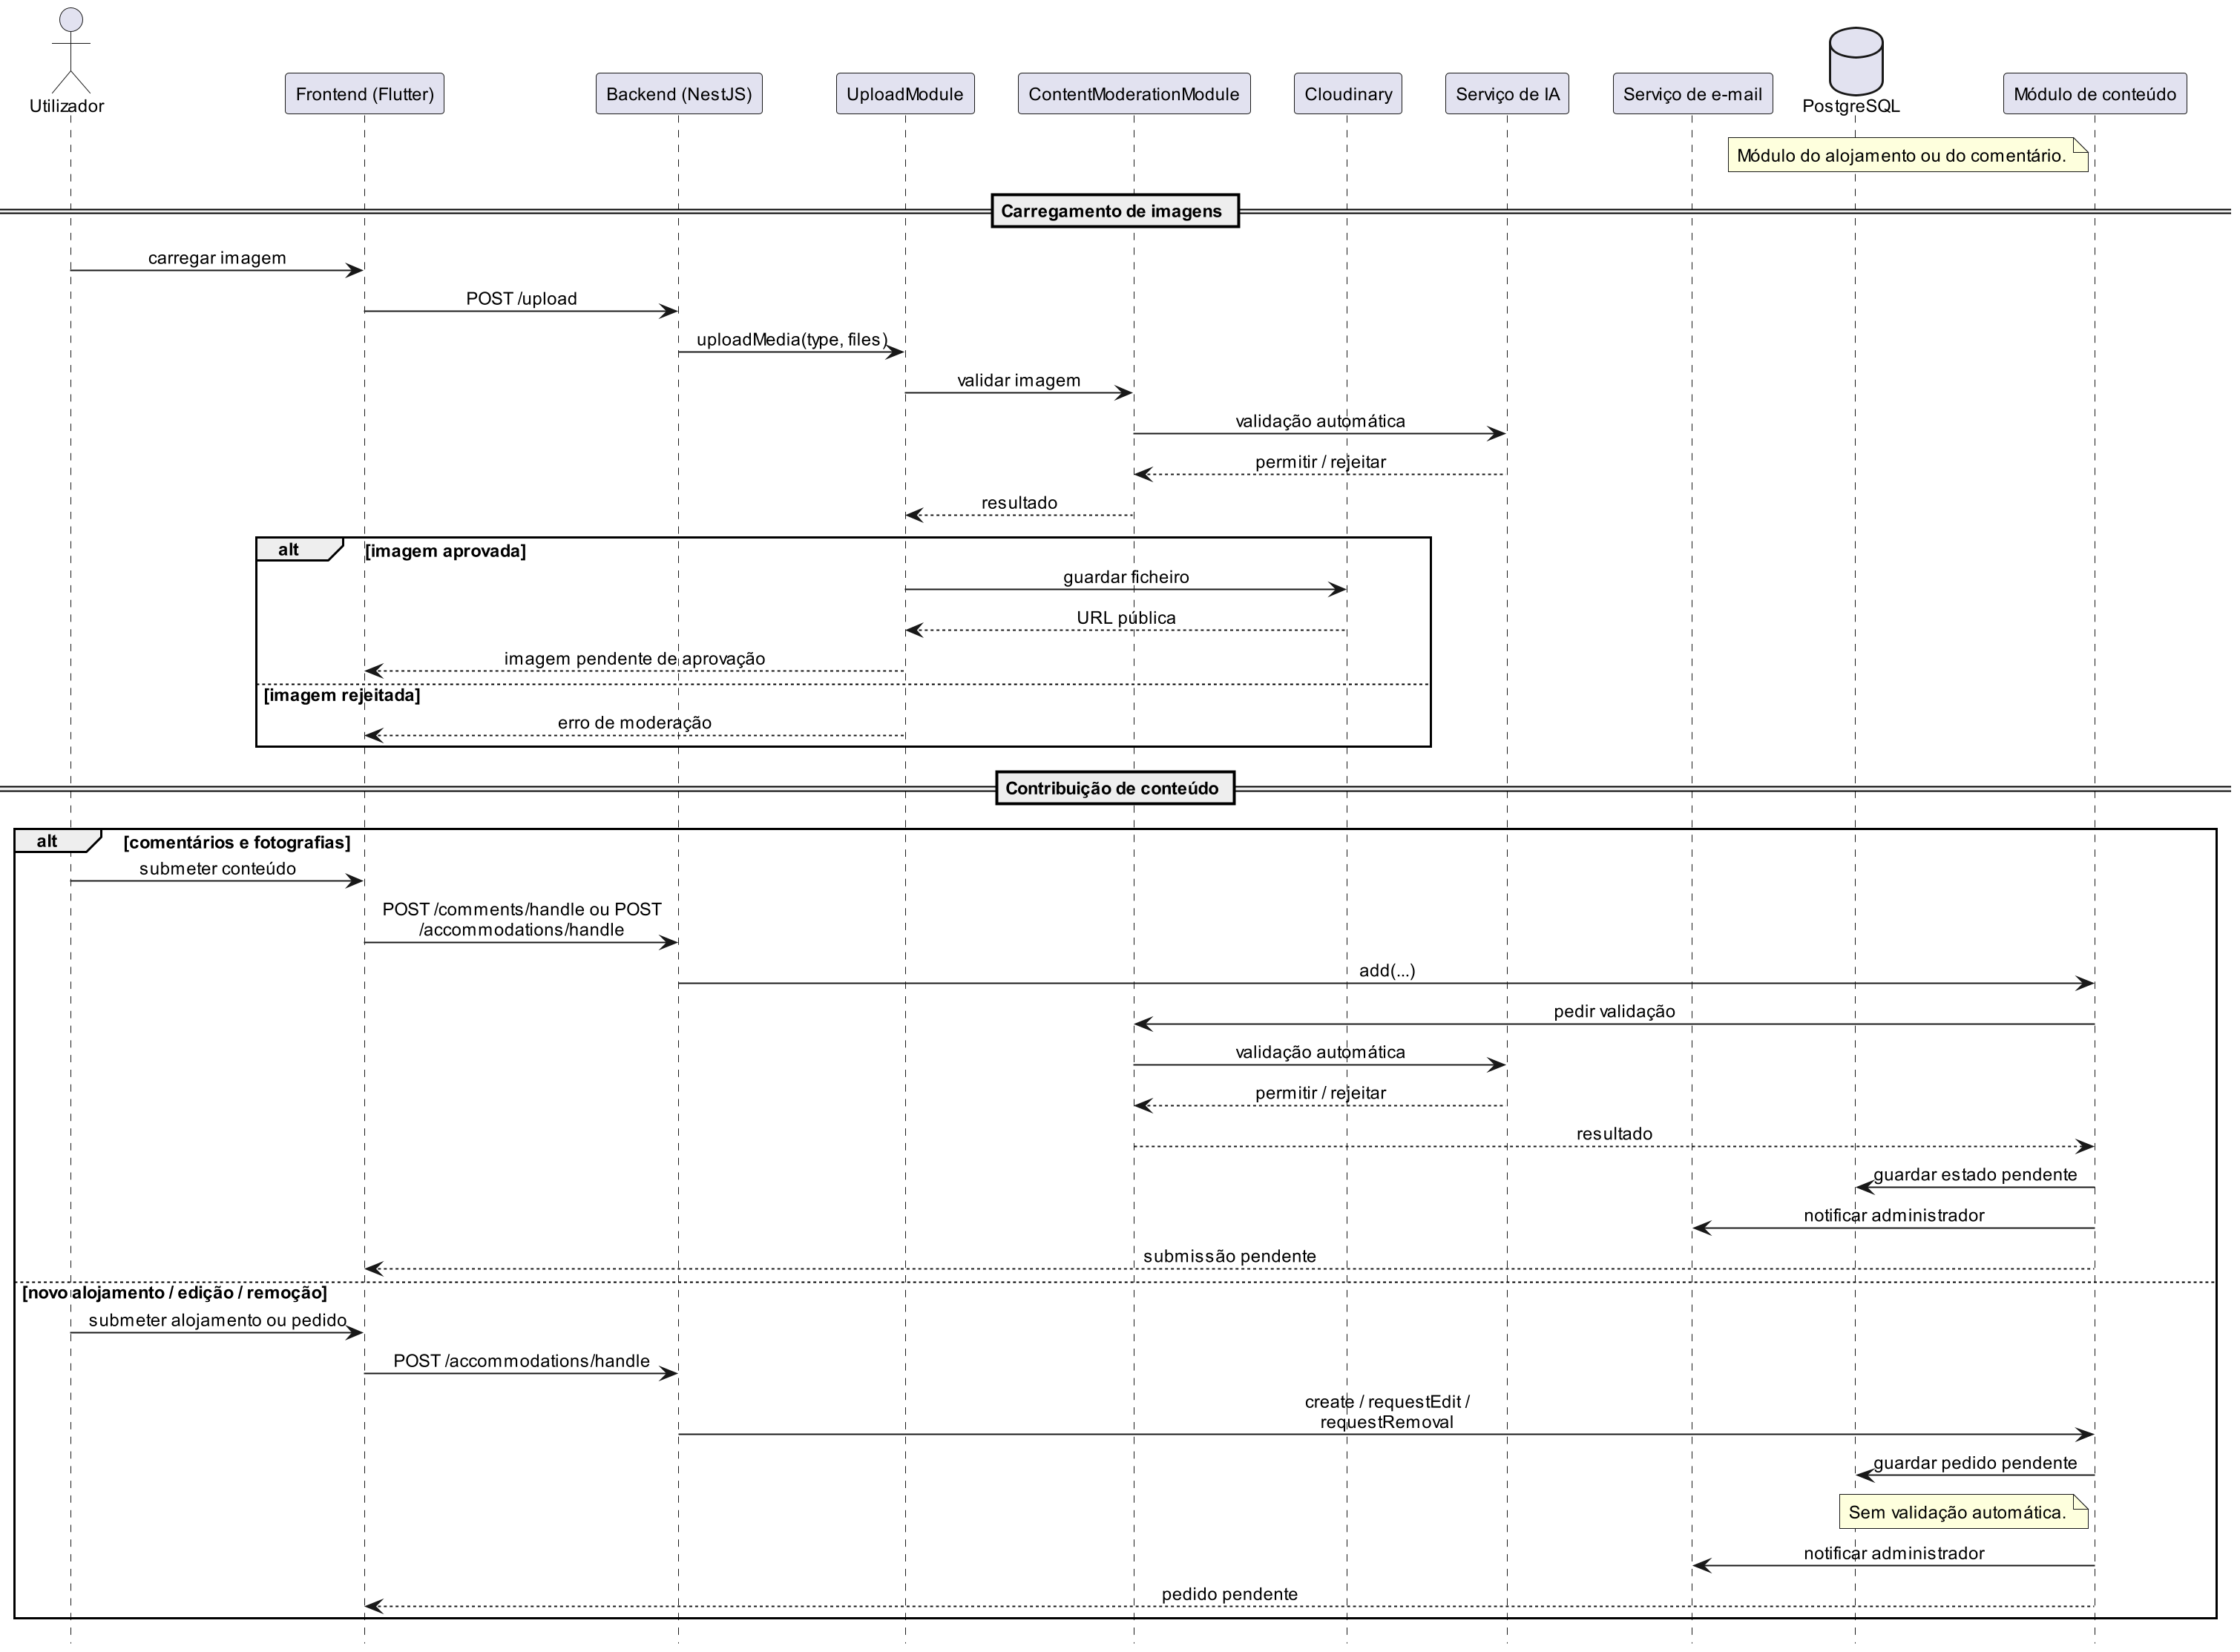 Utilizador
Frontend (Flutter)
Backend (NestJS)
UploadModule
ContentModerationModule
Cloudinary
Serviço de IA
Serviço de e-mail
PostgreSQL
Módulo de conteúdo
Módulo do alojamento ou do comentário.
Carregamento de imagens
carregar imagem
POST /upload
uploadMedia(type, files)
validar imagem
validação automática
permitir / rejeitar
resultado
alt
[imagem aprovada]
guardar ficheiro
URL pública
imagem pendente de aprovação
[imagem rejeitada]
erro de moderação
Contribuição de conteúdo
alt
[comentários e fotografias]
submeter conteúdo
POST /comments/handle ou POST
/accommodations/handle
add(...)
pedir validação
validação automática
permitir / rejeitar
resultado
guardar estado pendente
notificar administrador
submissão pendente
[novo alojamento / edição / remoção]
submeter alojamento ou pedido
POST /accommodations/handle
create / requestEdit /
requestRemoval
guardar pedido pendente
Sem validação automática.
notificar administrador
pedido pendente